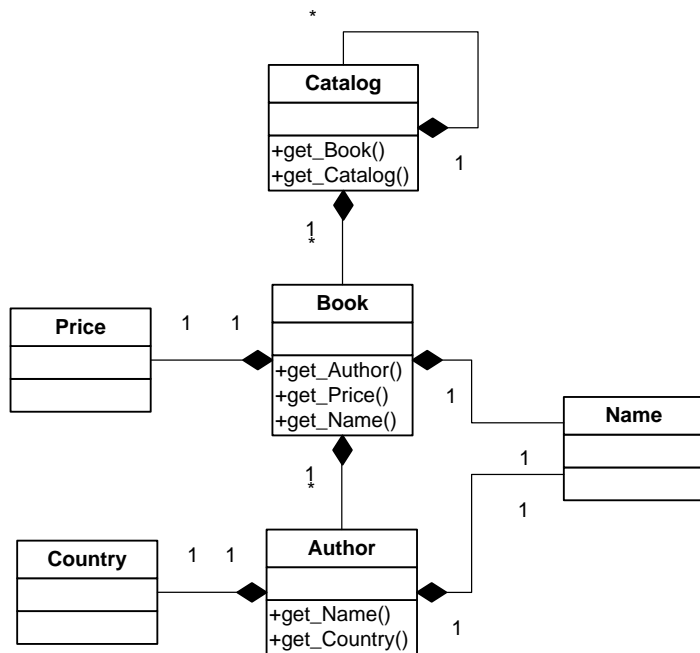 *
Catalog
+get_Book()
+get_Catalog()
1
1
*
Book
Price
1 1
+get_Author()
+get_Price()
+get_Name()
1
Name
1
*
1
1
Author
Country
1 1
+get_Name()
+get_Country()
1